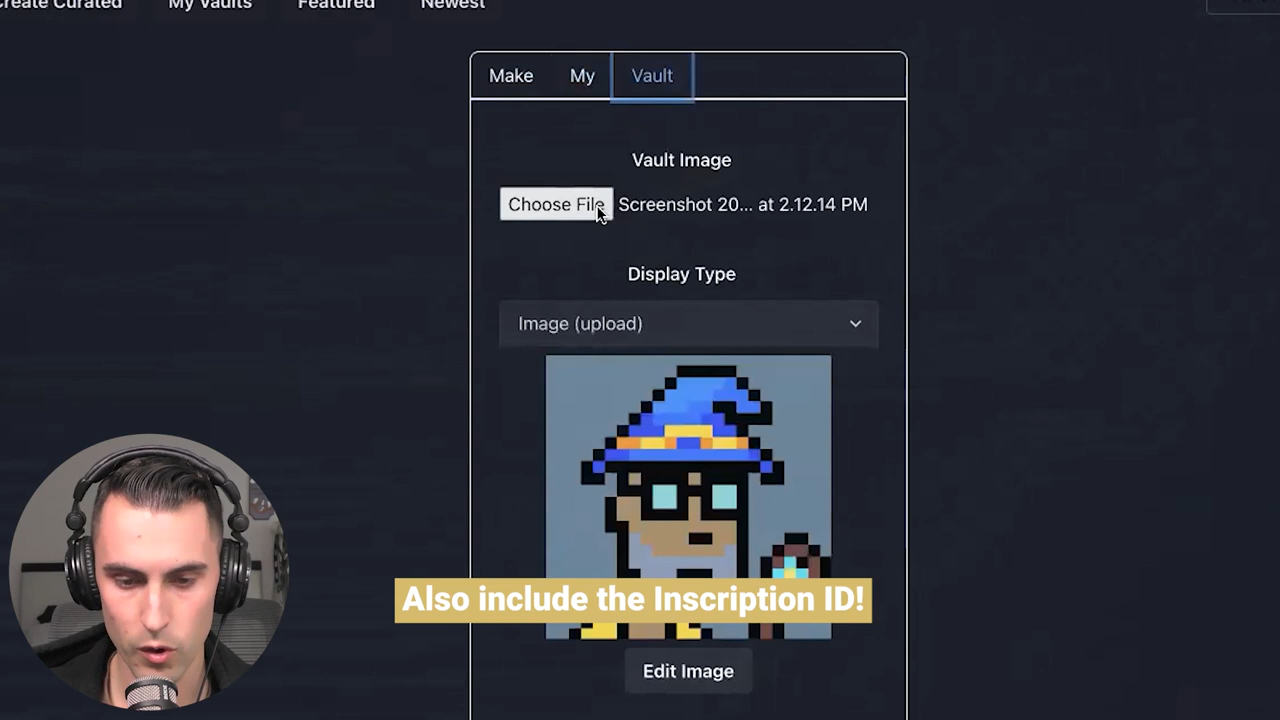 Create Curated My Vaults Featured Newest
Make My Vault
Vault Image
Choose File Screenshot 20... at 2.12.14 PM
Display Type
Image (upload)
Also include the Inscription ID!
Edit Image